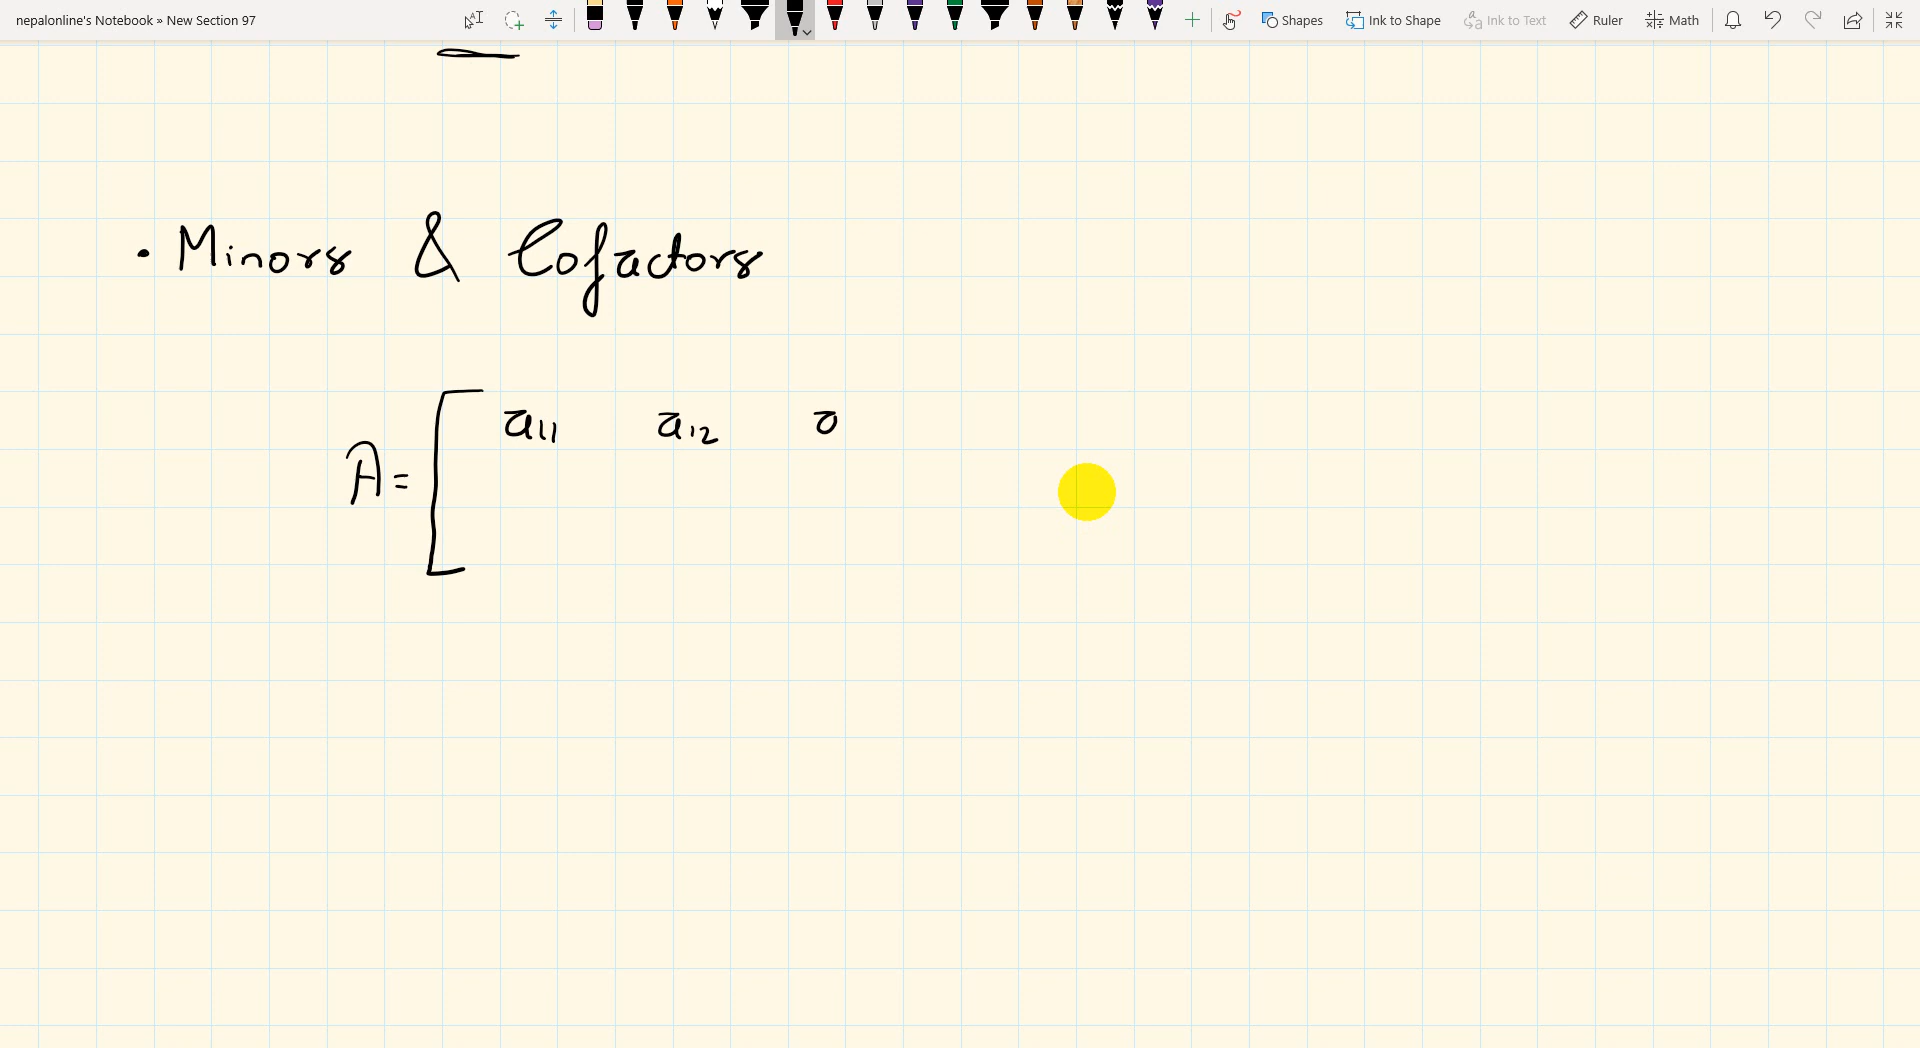 nepalonline's Notebook » New Section 97 Shapes Ink to Shape Ink to Text Ruler Math
• Minors & Cofactors
a₁₁ a₁₂
A = [